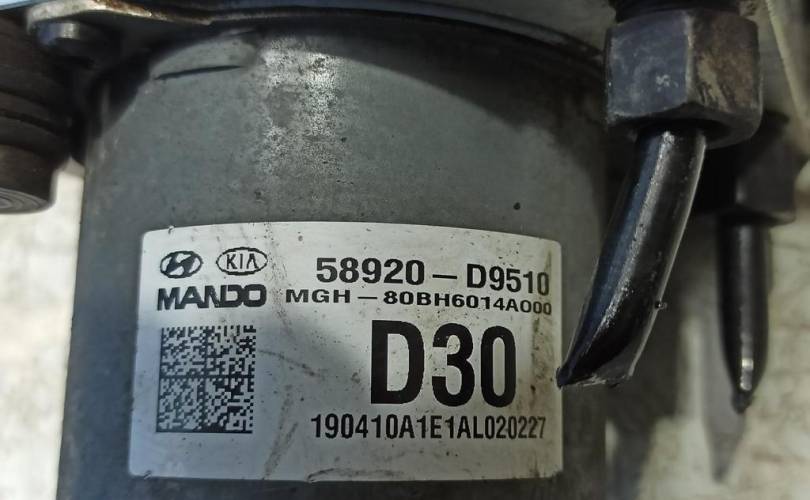 KIA 58920-D9510
MANDO MGH-80BH6014A000
D30
190410A1E1AL020227